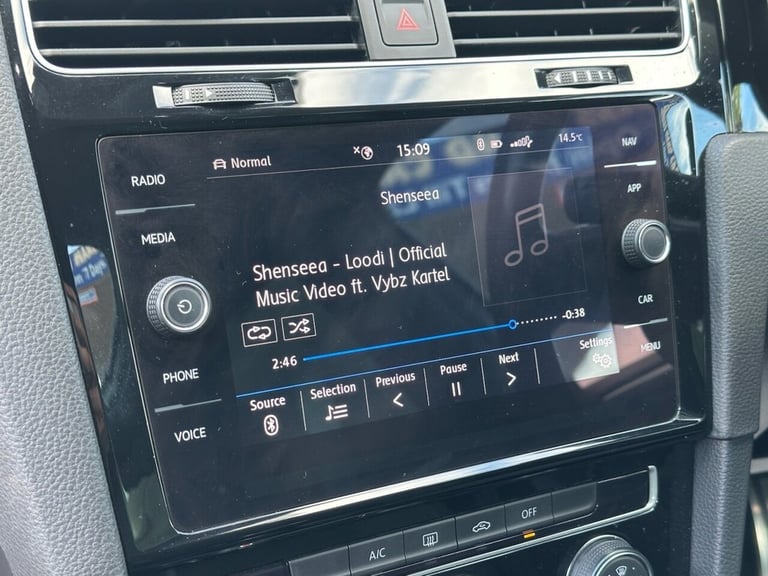 Normal
15:09
14.5°C
NAV
RADIO
APP
Shenseea
MEDIA
Shenseea - Loodi | Official
Music Video ft. Vybz Kartel
CAR
2:46
-0:38
PHONE
Source
Selection
Previous
Pause
Next
Settings
MENU
VOICE
A/C
OFF